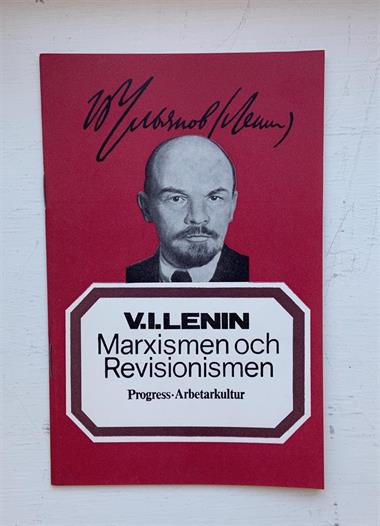 В Ульянов (Ленин)
V.I.LENIN
Marxismen och
Revisionismen
Progress·Arbetarkultur